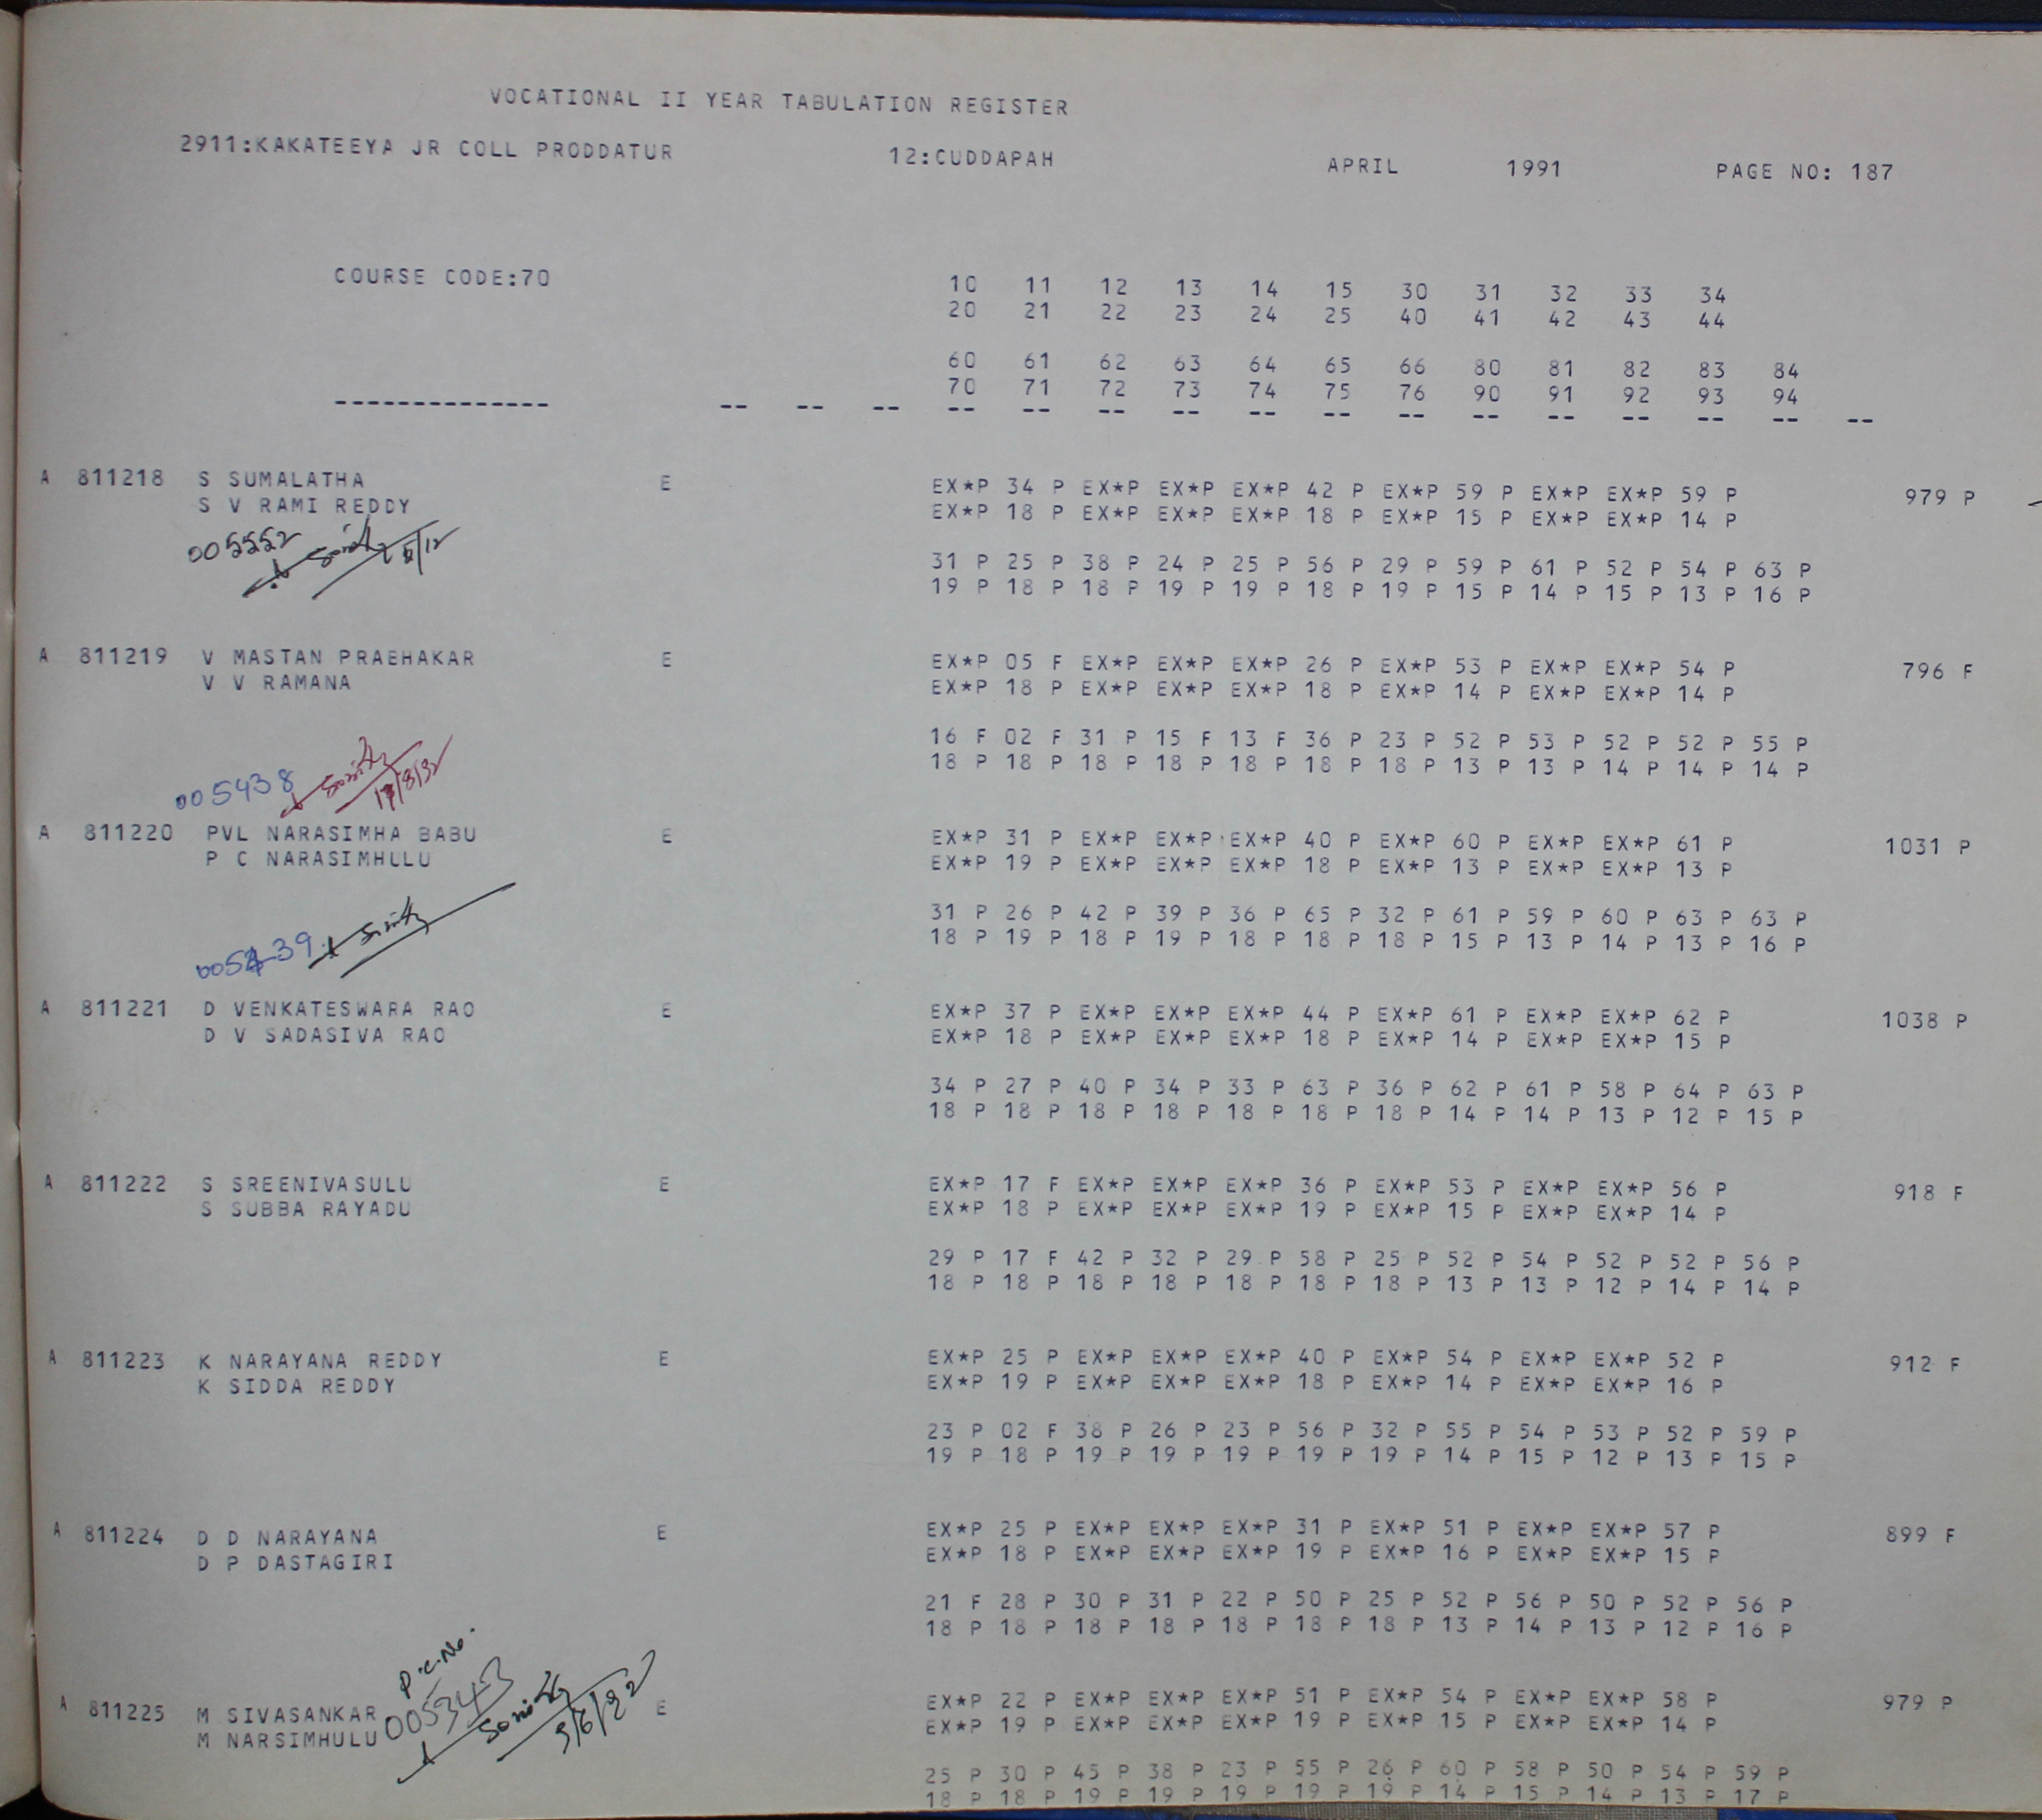 VOCATIONAL II YEAR TABULATION REGISTER
2911:KAKATEEYA JR COLL PRODDATUR 12:CUDDAPAH APRIL 1991 PAGE NO: 187
COURSE CODE:70 10 11 12 13 14 15 30 31 32 33 34
20 21 22 23 24 25 40 41 42 43 44
60 61 62 63 64 65 66 80 81 82 83 84
70 71 72 73 74 75 76 90 91 92 93 94
-------------- -- -- -- -- -- -- -- -- -- -- -- -- -- -- -- --
A 811218 S SUMALATHA E EX*P 34 P EX*P EX*P EX*P 42 P EX*P 59 P EX*P EX*P 59 P 979 P
S V RAMI REDDY EX*P 18 P EX*P EX*P EX*P 18 P EX*P 15 P EX*P EX*P 14 P
005552
31 P 25 P 38 P 24 P 25 P 56 P 29 P 59 P 61 P 52 P 54 P 63 P
19 P 18 P 18 P 19 P 19 P 18 P 19 P 15 P 14 P 15 P 13 P 16 P
A 811219 V MASTAN PRAEHAKAR E EX*P 05 F EX*P EX*P EX*P 26 P EX*P 53 P EX*P EX*P 54 P 796 F
V V RAMANA EX*P 18 P EX*P EX*P EX*P 18 P EX*P 14 P EX*P EX*P 14 P
16 F 02 F 31 P 15 F 13 F 36 P 23 P 52 P 53 P 52 P 52 P 55 P
18 P 18 P 18 P 18 P 18 P 18 P 18 P 13 P 13 P 14 P 14 P 14 P
005438
A 811220 PVL NARASIMHA BABU E EX*P 31 P EX*P EX*P EX*P 40 P EX*P 60 P EX*P EX*P 61 P 1031 P
P C NARASIMHULU EX*P 19 P EX*P EX*P EX*P 18 P EX*P 13 P EX*P EX*P 13 P
31 P 26 P 42 P 39 P 36 P 65 P 32 P 61 P 59 P 60 P 63 P 63 P
18 P 19 P 18 P 19 P 18 P 18 P 18 P 15 P 13 P 14 P 13 P 16 P
005439
A 811221 D VENKATESWARA RAO E EX*P 37 P EX*P EX*P EX*P 44 P EX*P 61 P EX*P EX*P 62 P 1038 P
D V SADASIVA RAO EX*P 18 P EX*P EX*P EX*P 18 P EX*P 14 P EX*P EX*P 15 P
34 P 27 P 40 P 34 P 33 P 63 P 36 P 62 P 61 P 58 P 64 P 63 P
18 P 18 P 18 P 18 P 18 P 18 P 18 P 14 P 14 P 13 P 12 P 15 P
A 811222 S SREENIVASULU E EX*P 17 F EX*P EX*P EX*P 36 P EX*P 53 P EX*P EX*P 56 P 918 F
S SUBBA RAYADU EX*P 18 P EX*P EX*P EX*P 19 P EX*P 15 P EX*P EX*P 14 P
29 P 17 F 42 P 32 P 29 P 58 P 25 P 52 P 54 P 52 P 52 P 56 P
18 P 18 P 18 P 18 P 18 P 18 P 18 P 13 P 13 P 12 P 14 P 14 P
A 811223 K NARAYANA REDDY E EX*P 25 P EX*P EX*P EX*P 40 P EX*P 54 P EX*P EX*P 52 P 912 F
K SIDDA REDDY EX*P 19 P EX*P EX*P EX*P 18 P EX*P 14 P EX*P EX*P 16 P
23 P 02 F 38 P 26 P 23 P 56 P 32 P 55 P 54 P 53 P 52 P 59 P
19 P 18 P 19 P 19 P 19 P 19 P 19 P 14 P 15 P 12 P 13 P 15 P
A 811224 D D NARAYANA E EX*P 25 P EX*P EX*P EX*P 31 P EX*P 51 P EX*P EX*P 57 P 899 F
D P DASTAGIRI EX*P 18 P EX*P EX*P EX*P 19 P EX*P 16 P EX*P EX*P 15 P
21 F 28 P 30 P 31 P 22 P 50 P 25 P 52 P 56 P 50 P 52 P 56 P
18 P 18 P 18 P 18 P 18 P 18 P 18 P 13 P 14 P 13 P 12 P 16 P
P.C.No.
005343
A 811225 M SIVASANKAR E EX*P 22 P EX*P EX*P EX*P 51 P EX*P 54 P EX*P EX*P 58 P 979 P
M NARSIMHULU EX*P 19 P EX*P EX*P EX*P 19 P EX*P 15 P EX*P EX*P 14 P
25 P 30 P 45 P 38 P 23 P 55 P 26 P 60 P 58 P 50 P 54 P 59 P
18 P 18 P 19 P 19 P 19 P 19 P 19 P 14 P 15 P 14 P 13 P 17 P